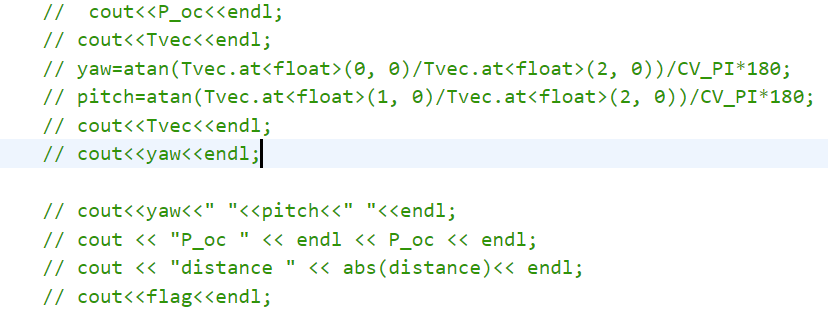 //  cout<<P_oc<<endl;
// cout<<Tvec<<endl;
// yaw=atan(Tvec.at<float>(0, 0)/Tvec.at<float>(2, 0))/CV_PI*180;
// pitch=atan(Tvec.at<float>(1, 0)/Tvec.at<float>(2, 0))/CV_PI*180;
// cout<<Tvec<<endl;
// cout<<yaw<<endl;
// cout<<yaw<<" "<<pitch<<" "<<endl;
// cout << "P_oc " << endl << P_oc << endl;
// cout << "distance " << abs(distance)<< endl;
// cout<<flag<<endl;